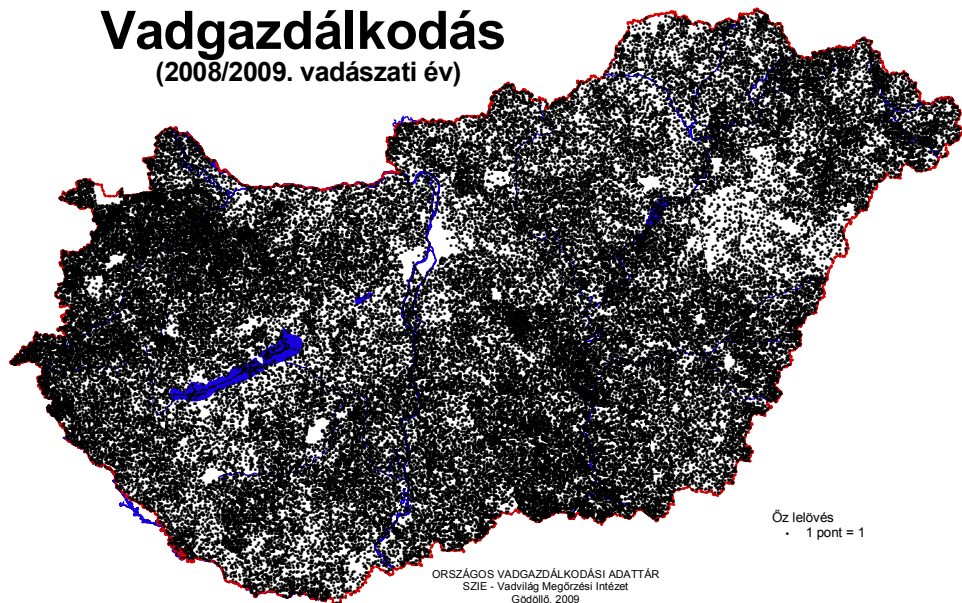 Vadgazdálkodás
(2008/2009. vadászati év)
Őz lelövés
1 pont = 1
ORSZÁGOS VADGAZDÁLKODÁSI ADATTÁR
SZIE - Vadvilág Megőrzési Intézet
Gödöllő, 2009